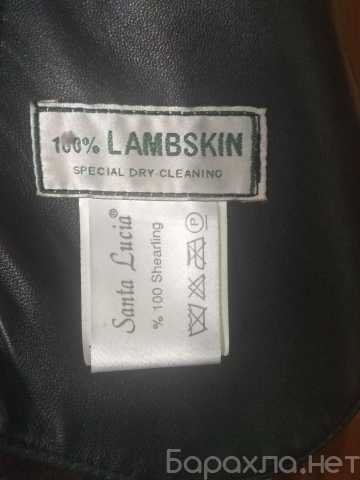 100% LAMBSKIN
SPECIAL DRY-CLEANING
Santa Lucia®
% 100 Shearling
P
Барахла.нет